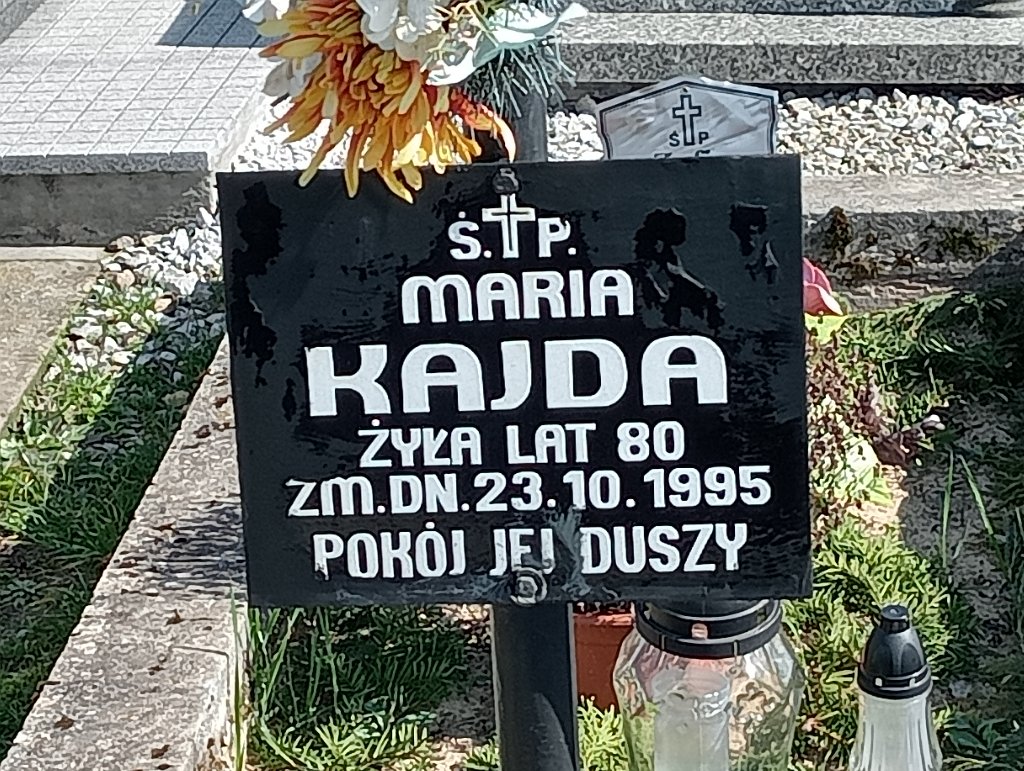 Ś.P.
Ś.P.
MARIA
KAJDA
ŻYŁA LAT 80
ZM.DN.23.10.1995
POKÓJ JEJ DUSZY